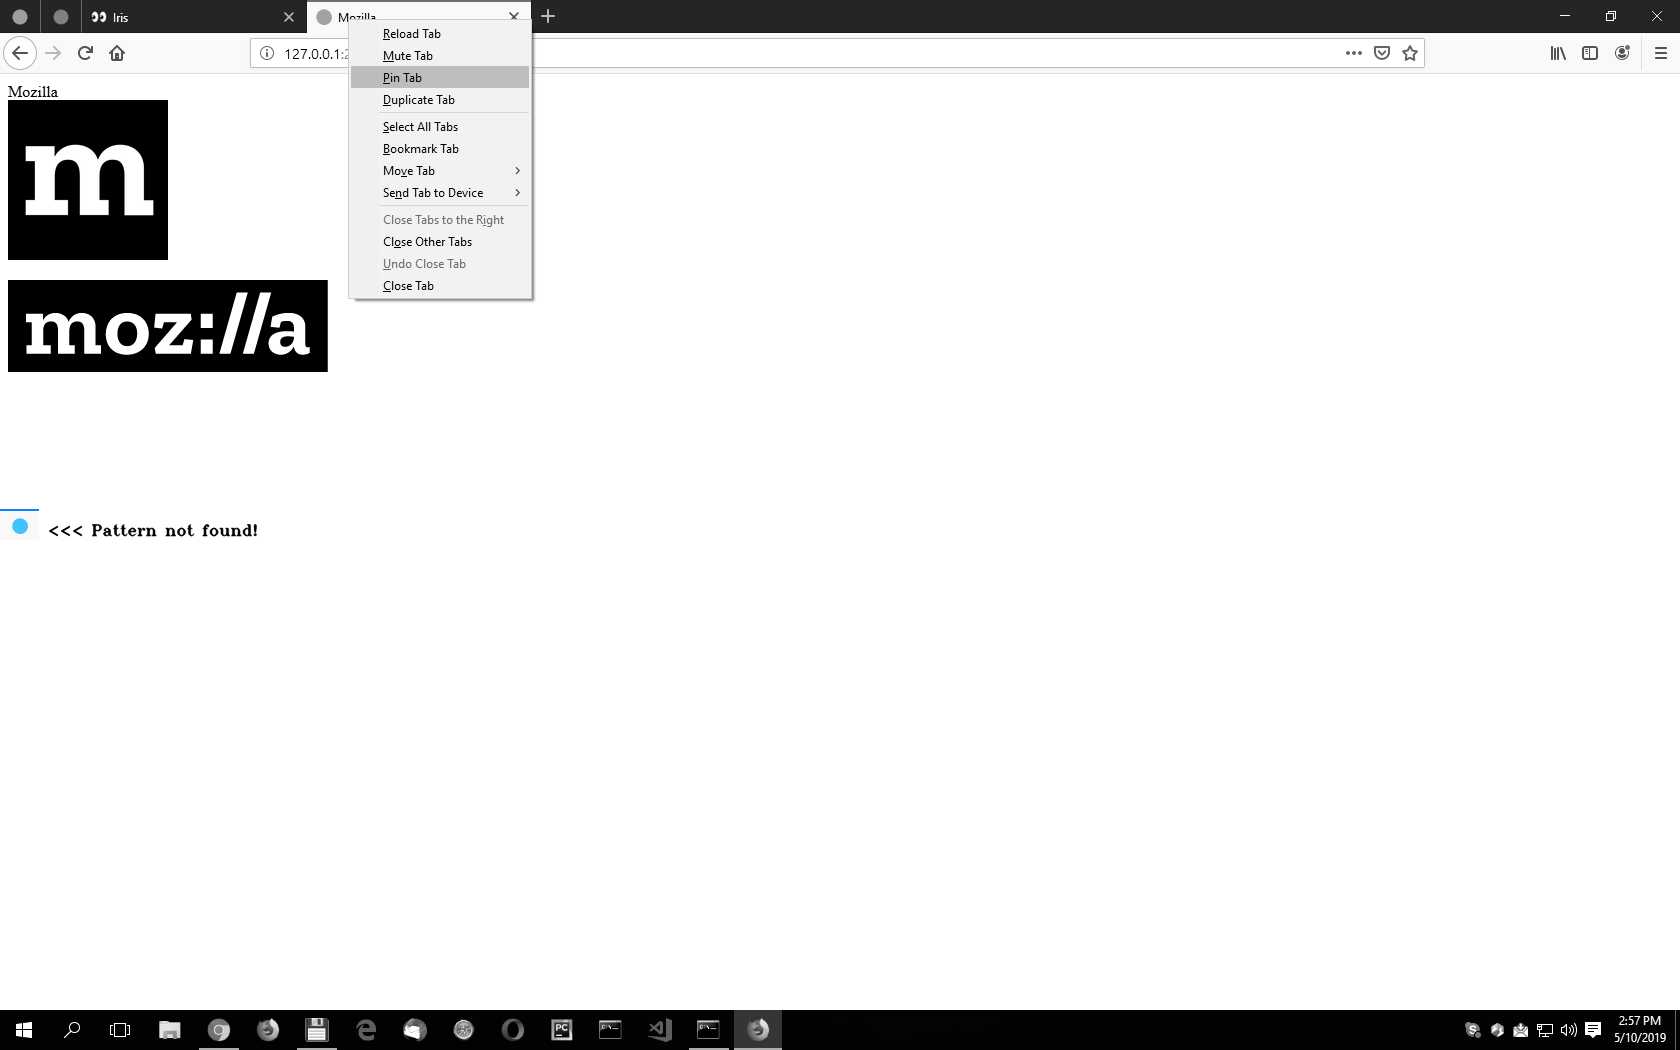 Iris
Mozilla
127.0.0.1:2
Reload Tab
Mute Tab
Pin Tab
Duplicate Tab
Select All Tabs
Bookmark Tab
Move Tab
Send Tab to Device
Close Tabs to the Right
Close Other Tabs
Undo Close Tab
Close Tab
Mozilla
m
moz://a
<<< Pattern not found!
PC
C:\
C:\
2:57 PM
5/10/2019